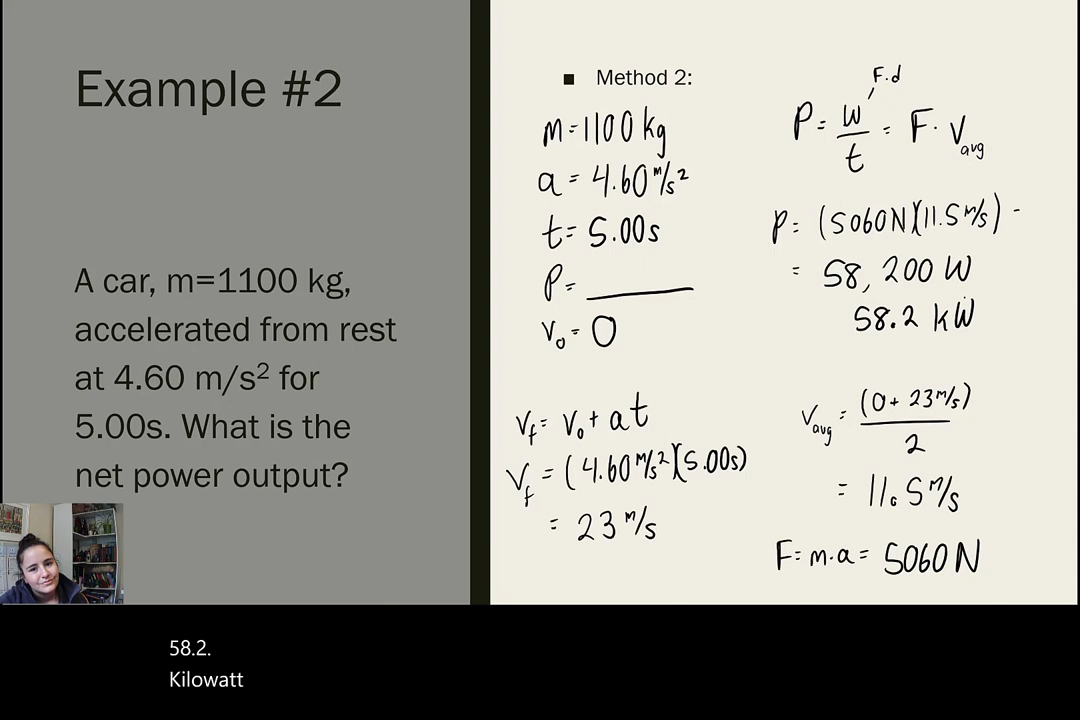 Example #2
A car, m=1100 kg,
accelerated from rest
at 4.60 m/s² for
5.00s. What is the
net power output?
■ Method 2:
m=1100 kg
a = 4.60 m/s²
t= 5.00s
P= ______
v₀ = 0
v_f = v₀ + at
v_f = (4.60 m/s²)(5.00s)
= 23 m/s
F.d
P = W/t = F · V_avg
P = (5060N)(11.5 m/s) -
= 58,200 W
58.2 kW
V_avg = (0 + 23 m/s)/2
= 11.5 m/s
F = m·a = 5060 N
58.2.
Kilowatt